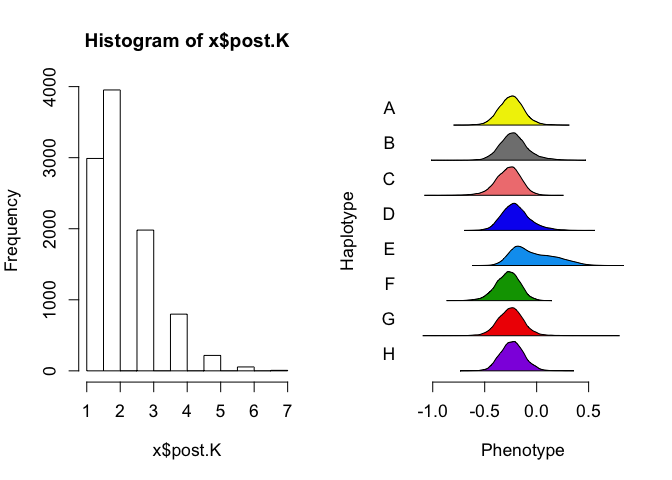 Histogram of x$post.K
Frequency
0
1000
2000
3000
4000
1 2 3 4 5 6 7
x$post.K
Haplotype
A
B
C
D
E
F
G
H
-1.0 -0.5 0.0 0.5
Phenotype